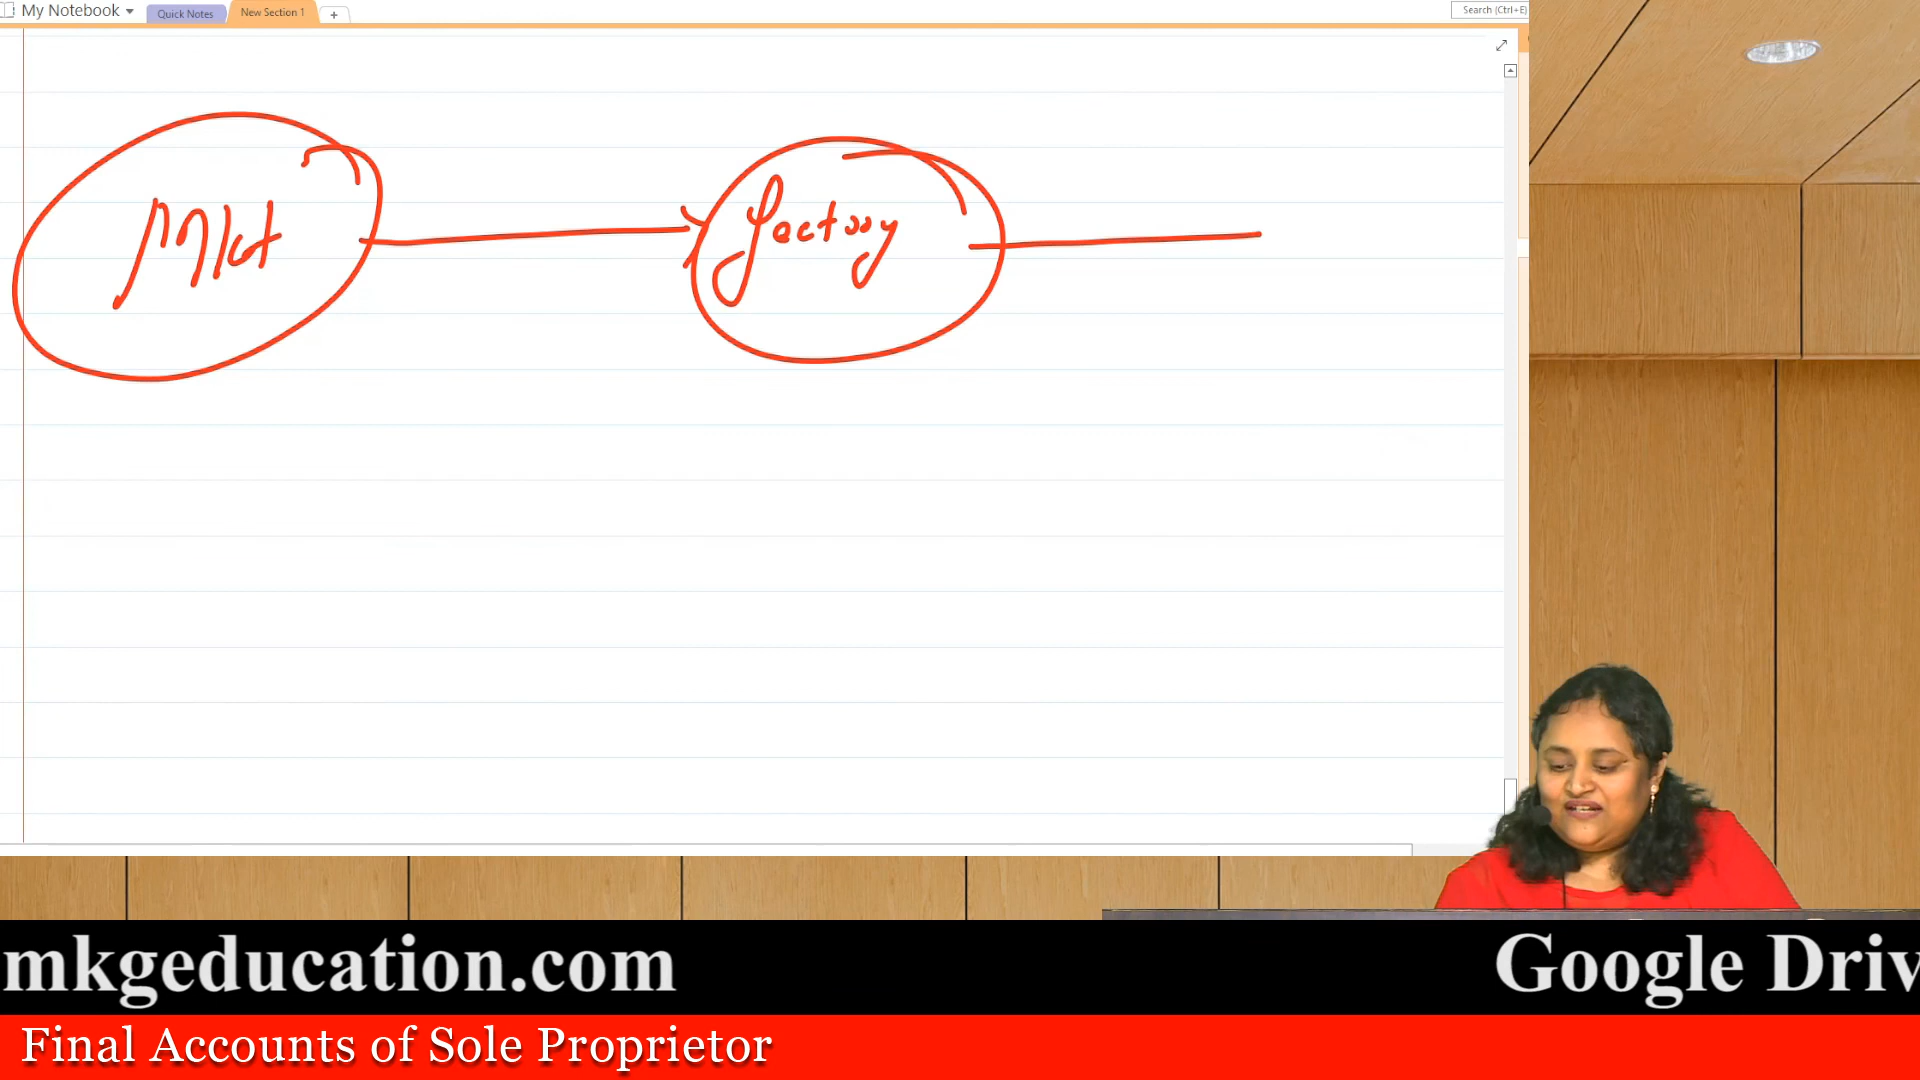 My Notebook
Quick Notes
New Section 1
+
Search (Ctrl+E)
Mkt
factory
mkgeducation.com
Google Driv
Final Accounts of Sole Proprietor